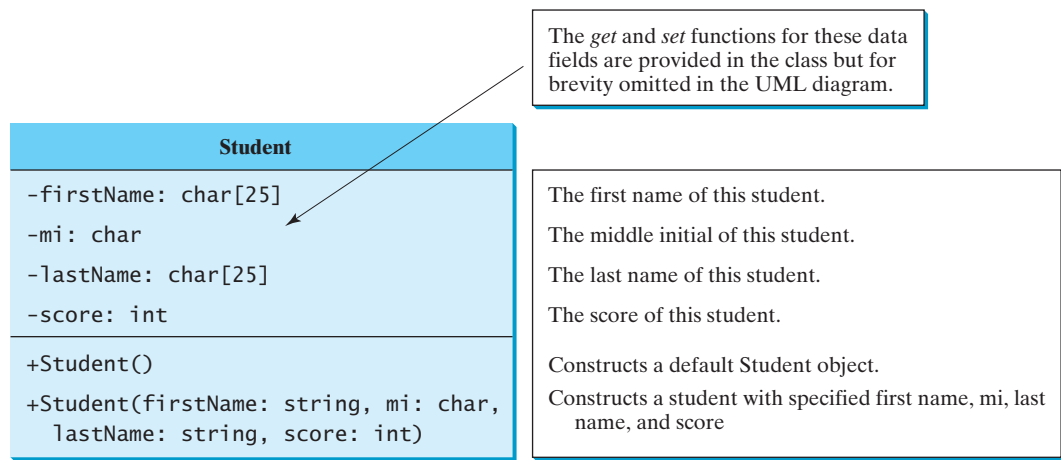 The get and set functions for these data
fields are provided in the class but for
brevity omitted in the UML diagram.
Student
-firstName: char[25]
-mi: char
-lastName: char[25]
-score: int
+Student()
+Student(firstName: string, mi: char,
lastName: string, score: int)
The first name of this student.
The middle initial of this student.
The last name of this student.
The score of this student.
Constructs a default Student object.
Constructs a student with specified first name, mi, last
name, and score